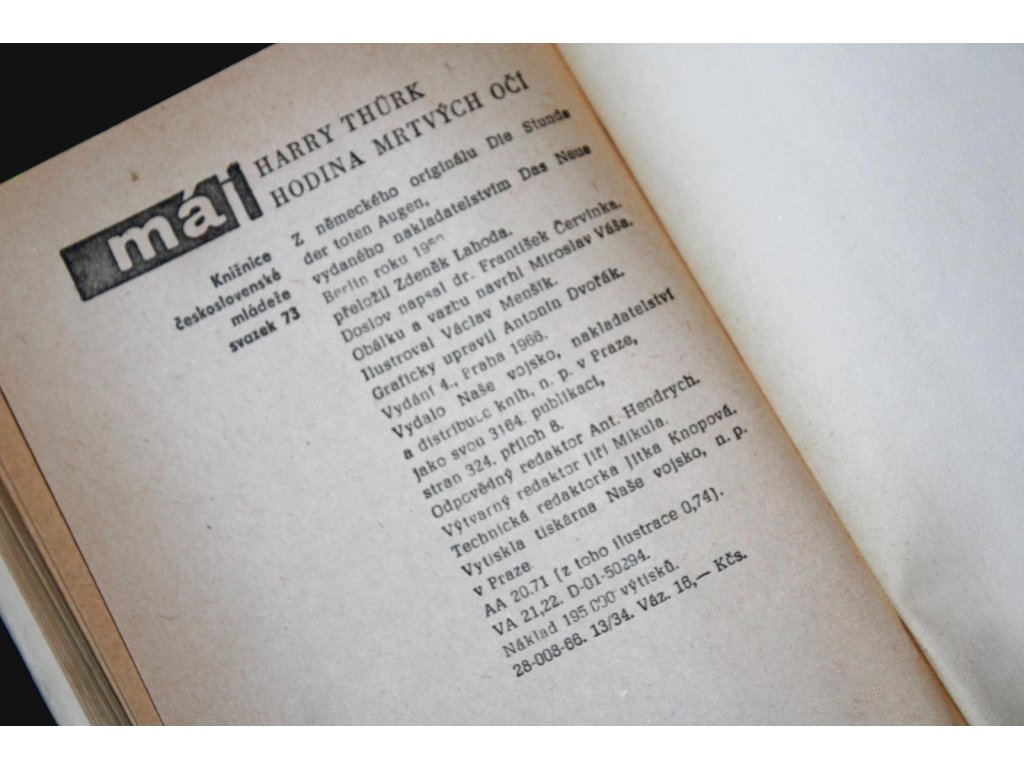 máj
Knižnice
československé
mládeže
svazek 73
HARRY THÜRK
HODINA MRTVÝCH OČÍ
Z německého originálu Die Stunde
der toten Augen,
vydaného nakladatelstvím Das Neue
Berlin roku
přeložil Zdeněk Lahoda.
Doslov napsal dr. František Červinka.
Obálku a vazbu navrhl Miroslav Váša.
Ilustroval Václav Menšík.
Graficky upravil Antonín Dvořák.
Vydání 4., Praha 1966.
Vydalo Naše vojsko, nakladatelství
a distribuce knih, n. p. v Praze,
jako svou 3164. publikaci,
stran 324, příloh 8.
Odpovědný redaktor Ant. Hendrych.
Výtvarný redaktor Jiří Mikula.
Technická redaktorka Jitka Knopová.
Vytiskla tiskárna Naše vojsko, n. p.
v Praze
AA 20,71 [z toho ilustrace 0,74].
VA 21,22. D-01-50294.
Náklad 195 000 výtisků.
28-008-66. 13/34. Váz. 16,— Kčs.